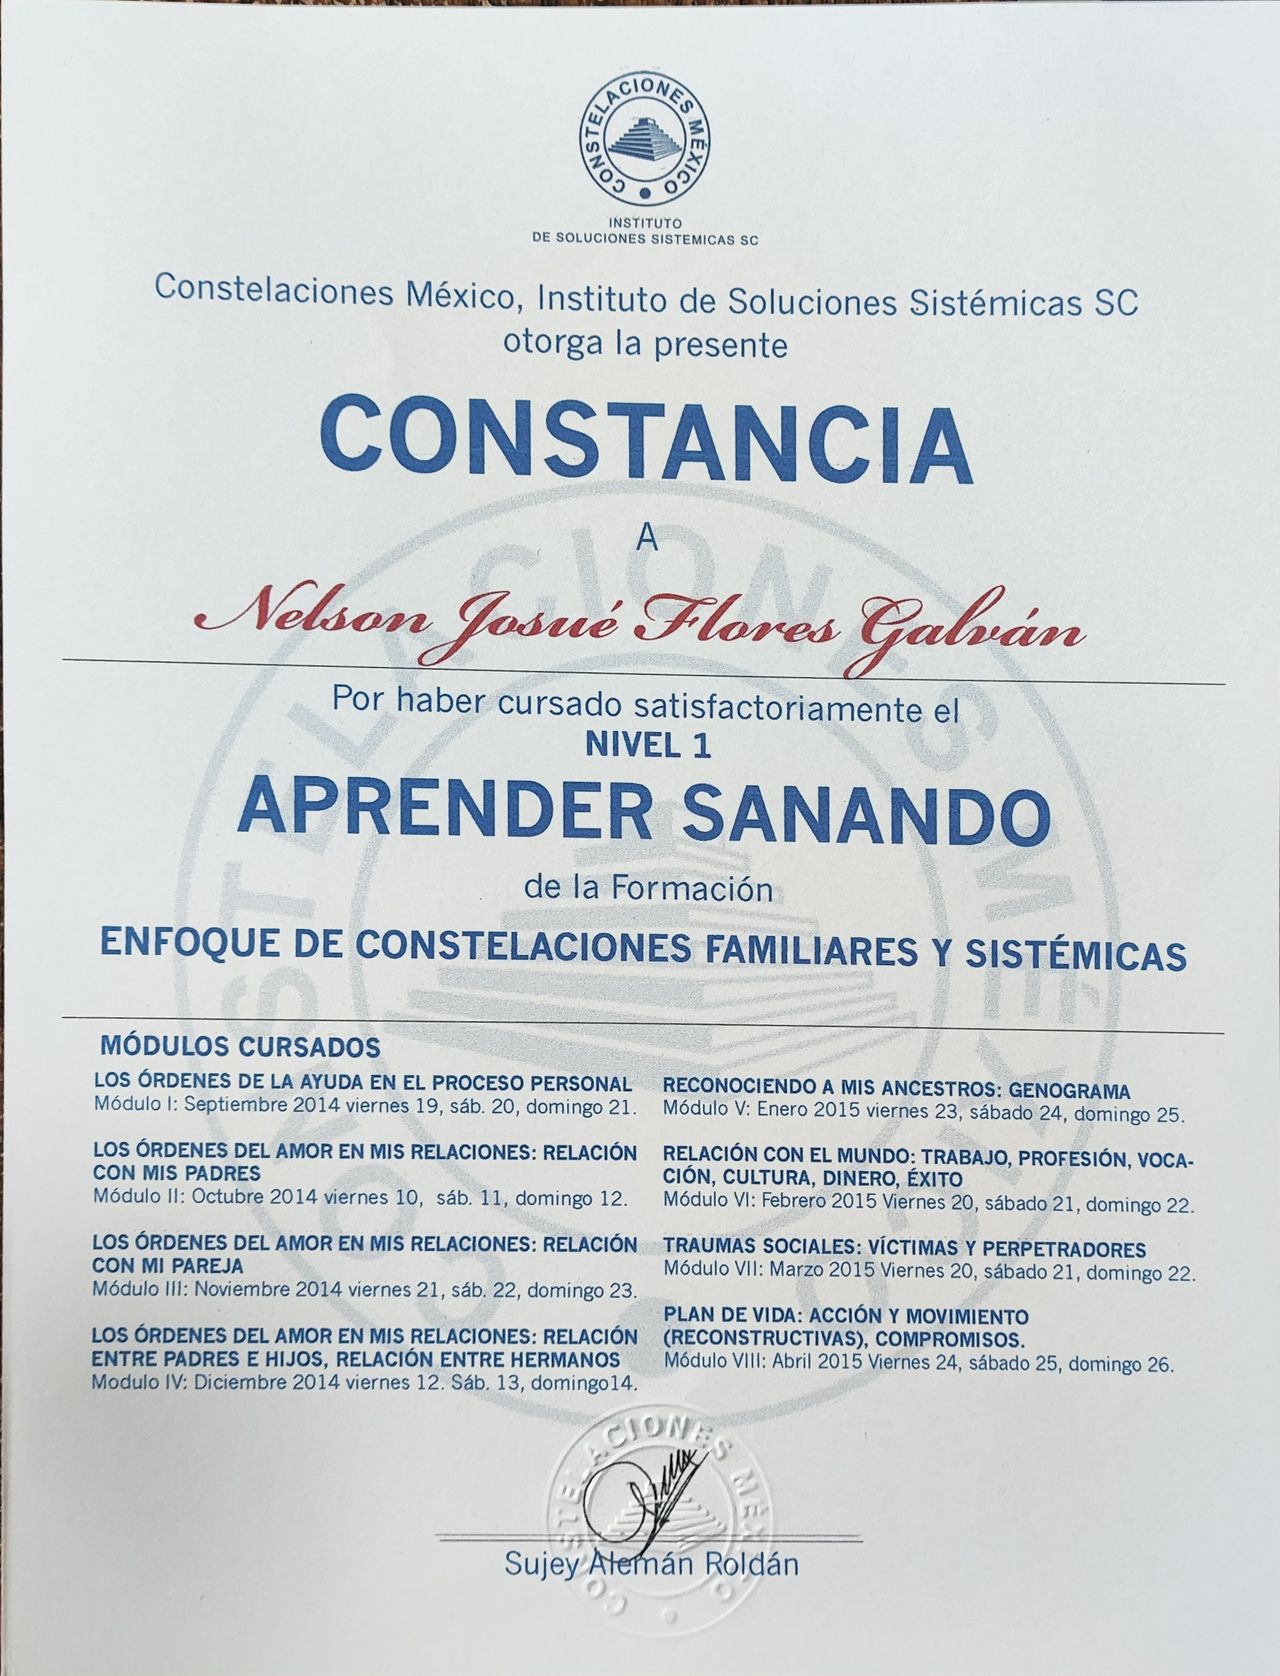 CONSTELACIONES MÉXICO
INSTITUTO
DE SOLUCIONES SISTEMICAS SC
Constelaciones México, Instituto de Soluciones Sistémicas SC
otorga la presente
CONSTANCIA
A
Nelson Josué Flores Galván
Por haber cursado satisfactoriamente el
NIVEL 1
APRENDER SANANDO
de la Formación
ENFOQUE DE CONSTELACIONES FAMILIARES Y SISTÉMICAS
MÓDULOS CURSADOS
LOS ÓRDENES DE LA AYUDA EN EL PROCESO PERSONAL
Módulo I: Septiembre 2014 viernes 19, sáb. 20, domingo 21.
LOS ÓRDENES DEL AMOR EN MIS RELACIONES: RELACIÓN
CON MIS PADRES
Módulo II: Octubre 2014 viernes 10, sáb. 11, domingo 12.
LOS ÓRDENES DEL AMOR EN MIS RELACIONES: RELACIÓN
CON MI PAREJA
Módulo III: Noviembre 2014 viernes 21, sáb. 22, domingo 23.
LOS ÓRDENES DEL AMOR EN MIS RELACIONES: RELACIÓN
ENTRE PADRES E HIJOS, RELACIÓN ENTRE HERMANOS
Modulo IV: Diciembre 2014 viernes 12. Sáb. 13, domingo14.
RECONOCIENDO A MIS ANCESTROS: GENOGRAMA
Módulo V: Enero 2015 viernes 23, sábado 24, domingo 25.
RELACIÓN CON EL MUNDO: TRABAJO, PROFESIÓN, VOCA-
CIÓN, CULTURA, DINERO, ÉXITO
Módulo VI: Febrero 2015 Viernes 20, sábado 21, domingo 22.
TRAUMAS SOCIALES: VÍCTIMAS Y PERPETRADORES
Módulo VII: Marzo 2015 Viernes 20, sábado 21, domingo 22.
PLAN DE VIDA: ACCIÓN Y MOVIMIENTO
(RECONSTRUCTIVAS), COMPROMISOS.
Módulo VIII: Abril 2015 Viernes 24, sábado 25, domingo 26.
CONSTELACIONES MÉXICO
CONSTELACIONES MÉXICO
Sujey Alemán Roldán